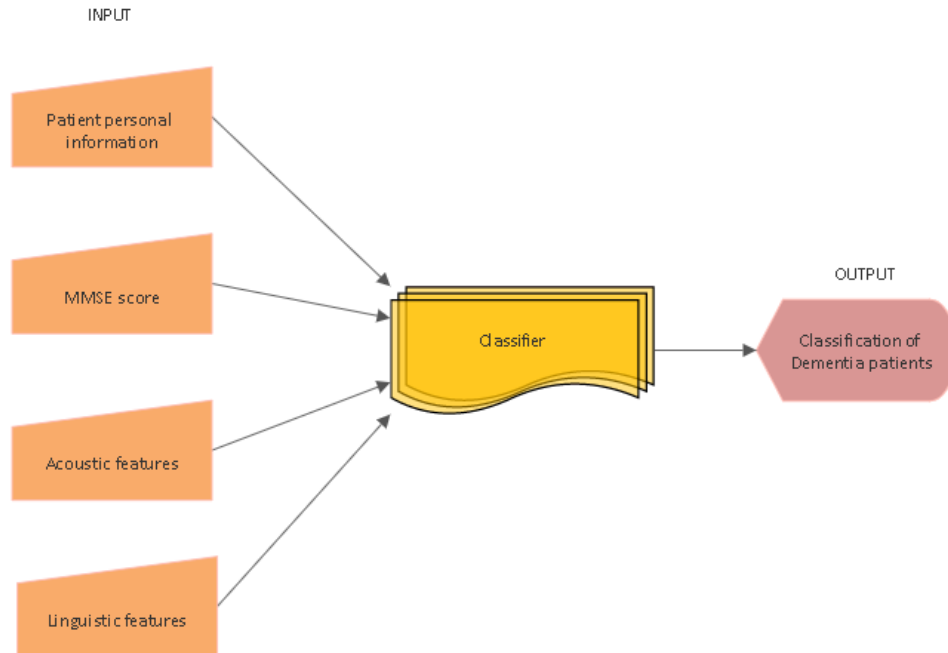 INPUT
Patient personal
information
MMSE score
Acoustic features
Linguistic features
Classifier
OUTPUT
Classification of
Dementia patients